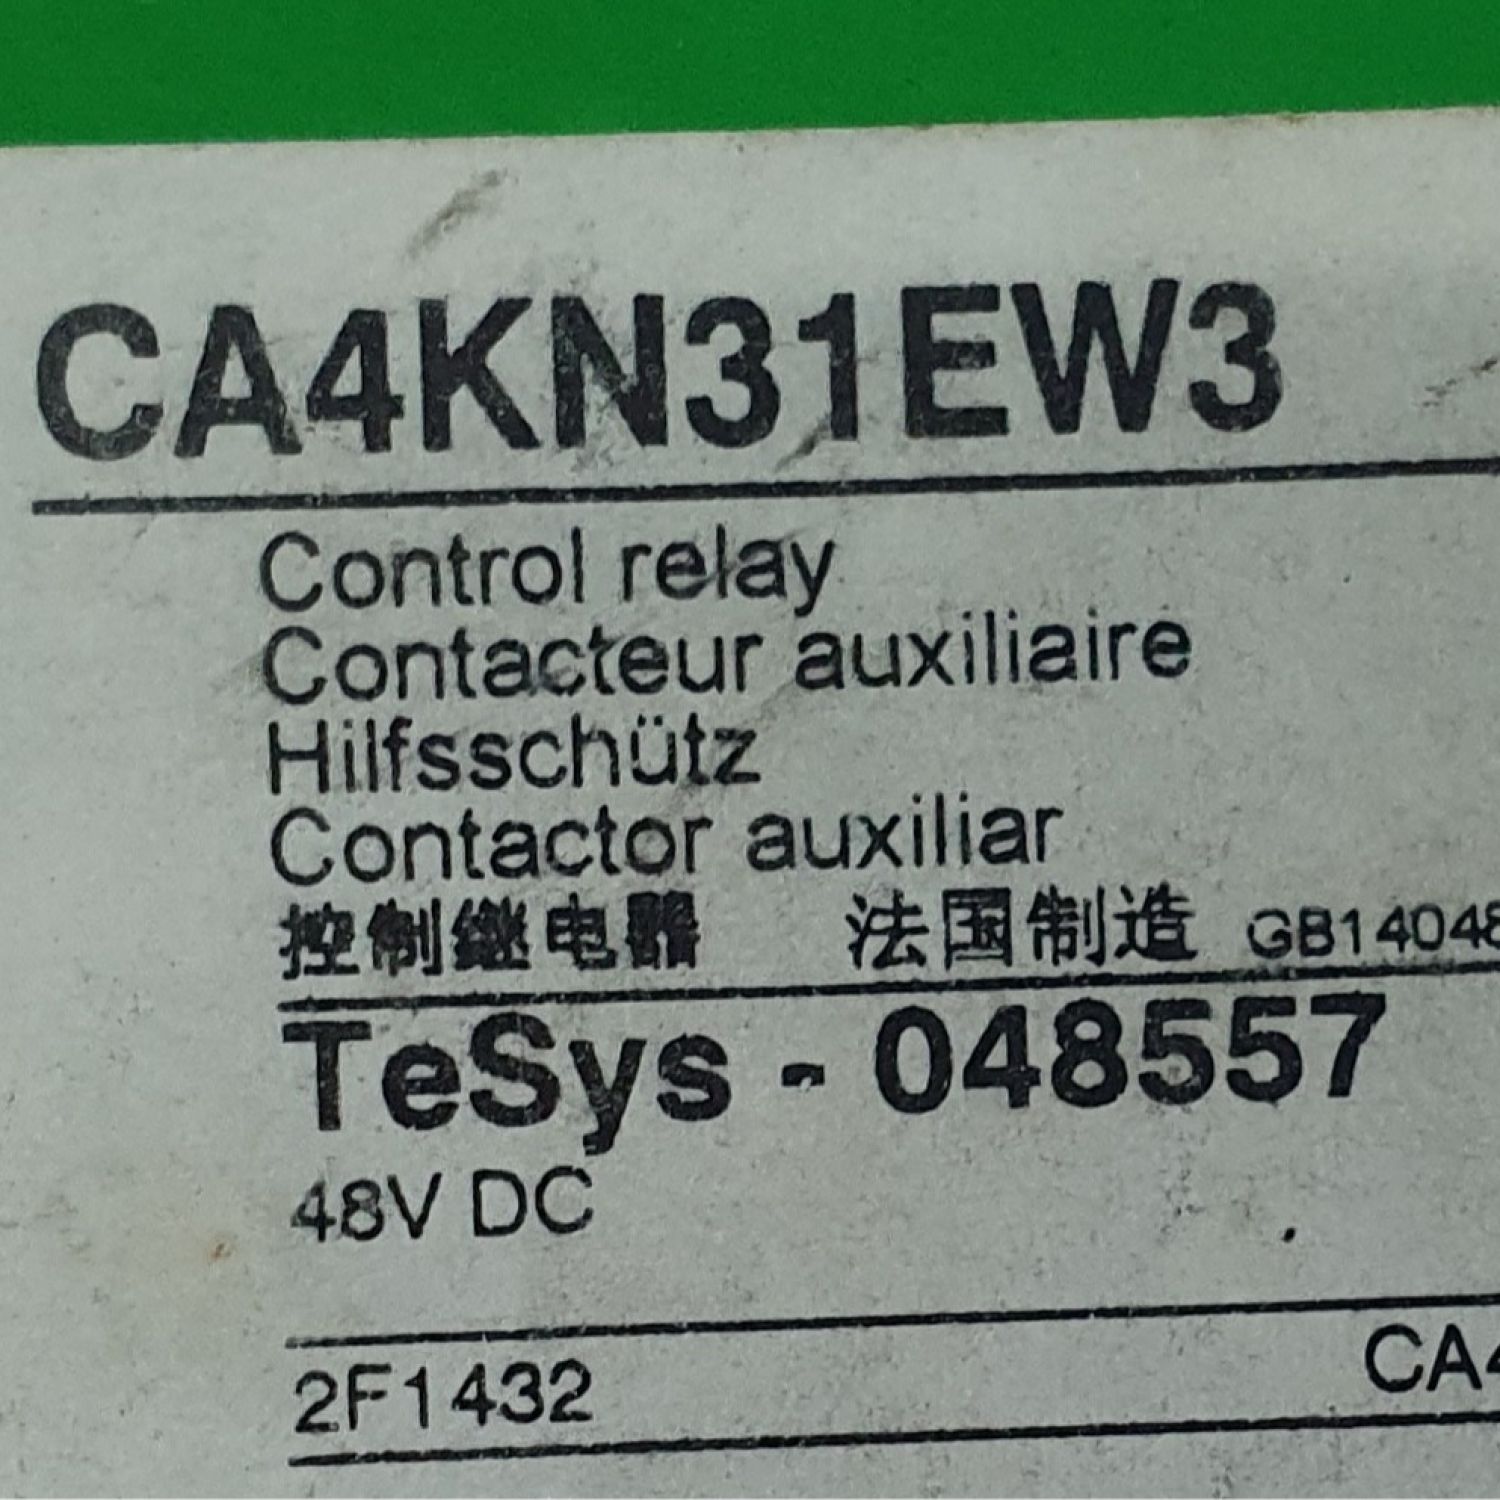 CA4KN31EW3
Control relay
Contacteur auxiliaire
Hilfsschütz
Contactor auxiliar
控制继电器 法国制造 GB14048
TeSys - 048557
48V DC
2F1432 CA4